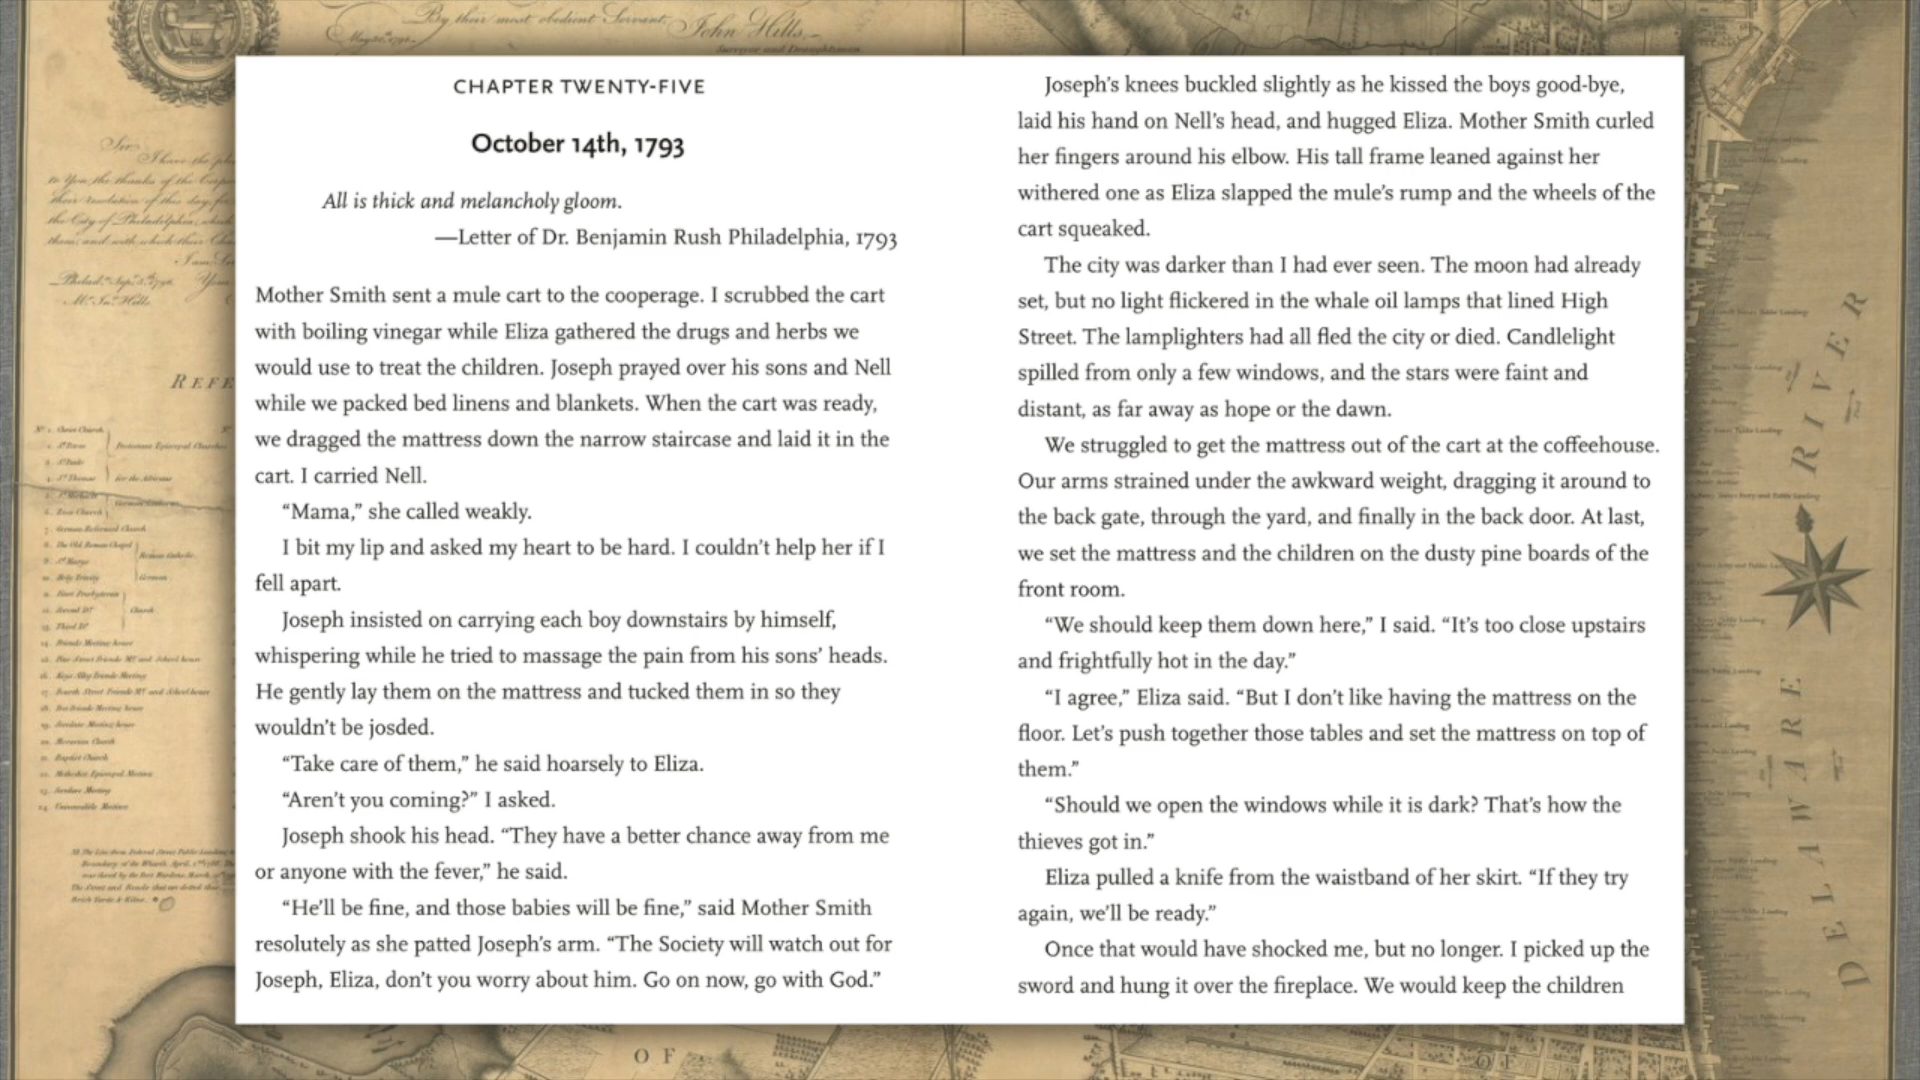 By their most obedient Servant,
John Hills,
Surveyor and Draughtsman
CHAPTER TWENTY-FIVE
October 14th, 1793
All is thick and melancholy gloom.
—Letter of Dr. Benjamin Rush Philadelphia, 1793
Mother Smith sent a mule cart to the cooperage. I scrubbed the cart
with boiling vinegar while Eliza gathered the drugs and herbs we
would use to treat the children. Joseph prayed over his sons and Nell
while we packed bed linens and blankets. When the cart was ready,
we dragged the mattress down the narrow staircase and laid it in the
cart. I carried Nell.
“Mama,” she called weakly.
I bit my lip and asked my heart to be hard. I couldn’t help her if I
fell apart.
Joseph insisted on carrying each boy downstairs by himself,
whispering while he tried to massage the pain from his sons’ heads.
He gently lay them on the mattress and tucked them in so they
wouldn’t be josded.
“Take care of them,” he said hoarsely to Eliza.
“Aren’t you coming?” I asked.
Joseph shook his head. “They have a better chance away from me
or anyone with the fever,” he said.
“He’ll be fine, and those babies will be fine,” said Mother Smith
resolutely as she patted Joseph’s arm. “The Society will watch out for
Joseph, Eliza, don’t you worry about him. Go on now, go with God.”
Joseph’s knees buckled slightly as he kissed the boys good-bye,
laid his hand on Nell’s head, and hugged Eliza. Mother Smith curled
her fingers around his elbow. His tall frame leaned against her
withered one as Eliza slapped the mule’s rump and the wheels of the
cart squeaked.
The city was darker than I had ever seen. The moon had already
set, but no light flickered in the whale oil lamps that lined High
Street. The lamplighters had all fled the city or died. Candlelight
spilled from only a few windows, and the stars were faint and
distant, as far away as hope or the dawn.
We struggled to get the mattress out of the cart at the coffeehouse.
Our arms strained under the awkward weight, dragging it around to
the back gate, through the yard, and finally in the back door. At last,
we set the mattress and the children on the dusty pine boards of the
front room.
“We should keep them down here,” I said. “It’s too close upstairs
and frightfully hot in the day.”
“I agree,” Eliza said. “But I don’t like having the mattress on the
floor. Let’s push together those tables and set the mattress on top of
them.”
“Should we open the windows while it is dark? That’s how the
thieves got in.”
Eliza pulled a knife from the waistband of her skirt. “If they try
again, we’ll be ready.”
Once that would have shocked me, but no longer. I picked up the
sword and hung it over the fireplace. We would keep the children
REFE
DELAWARE RIVER
OF
OF